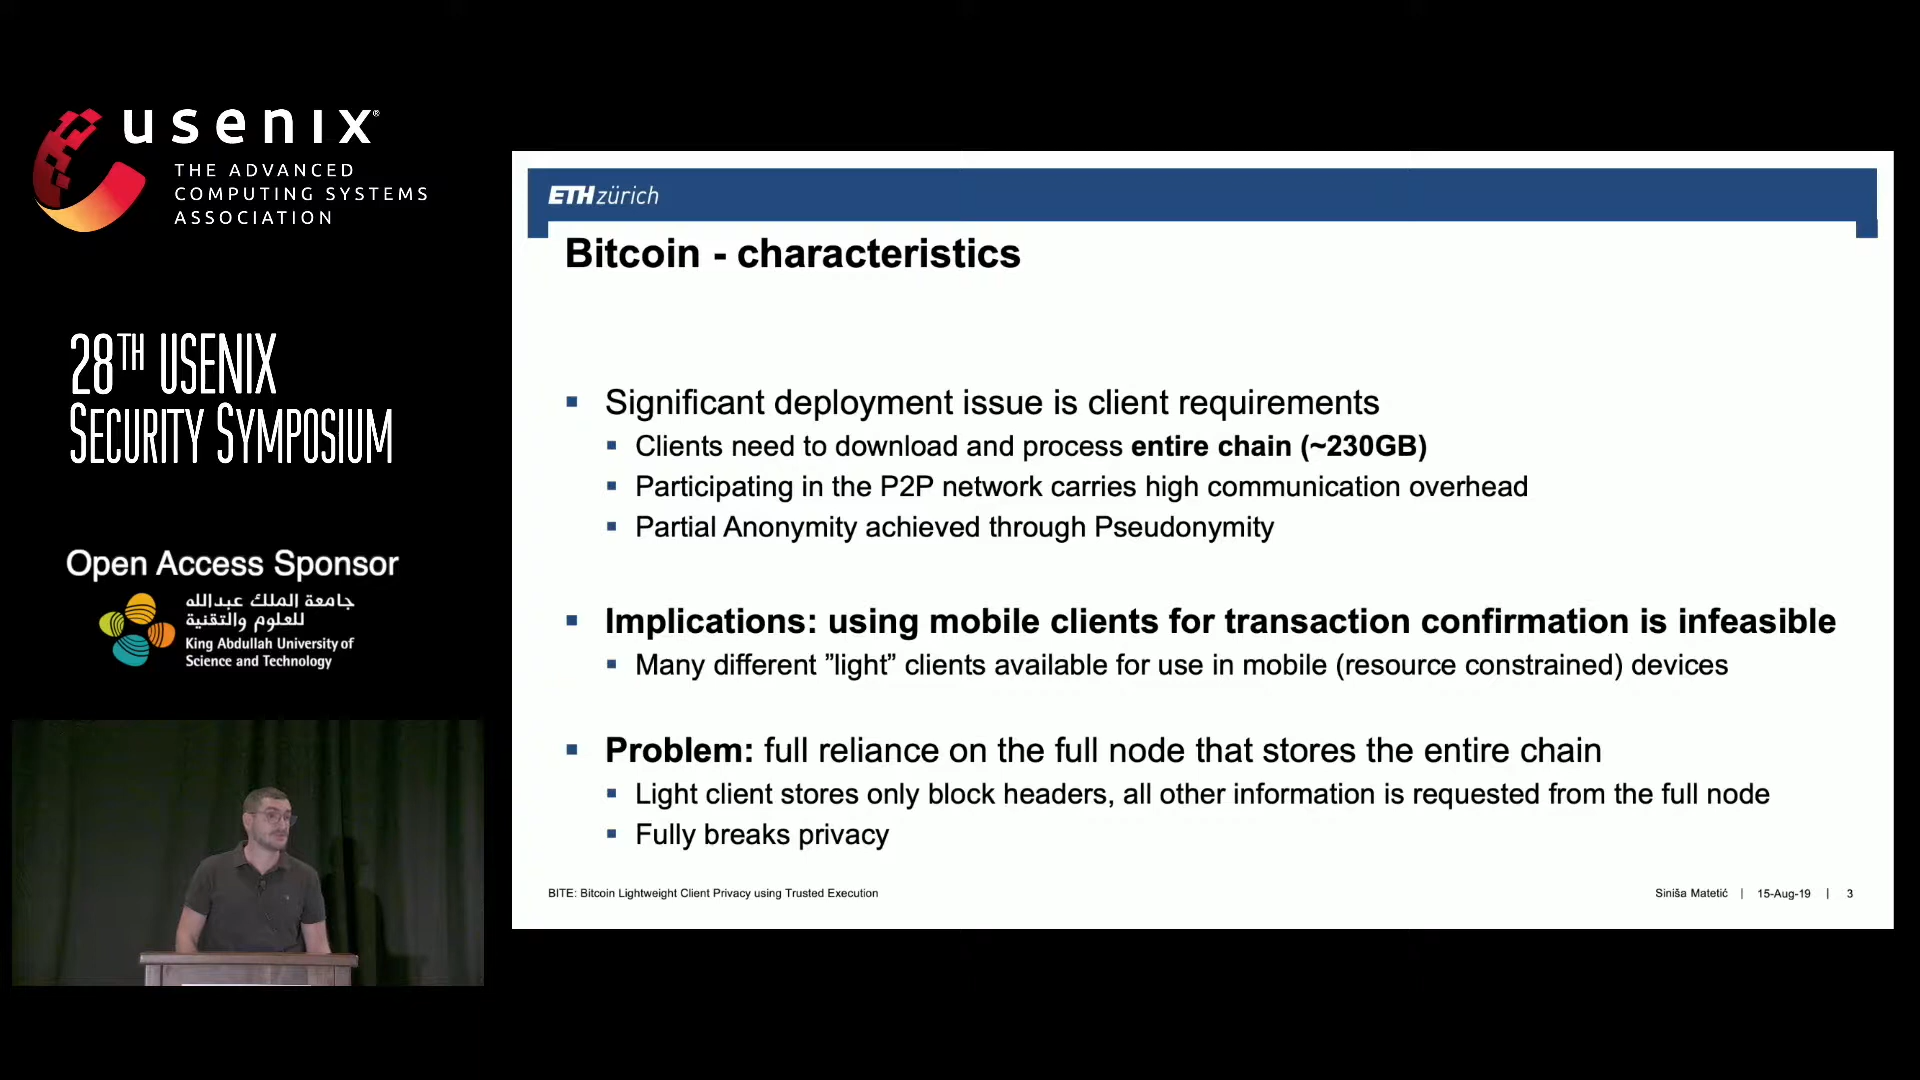 usenix®
THE ADVANCED
COMPUTING SYSTEMS
ASSOCIATION
28TH USENIX
SECURITY SYMPOSIUM
Open Access Sponsor
جامعة الملك عبدالله
للعلوم والتقنية
King Abdullah University of
Science and Technology
ETH zürich
Bitcoin - characteristics
Significant deployment issue is client requirements
Clients need to download and process entire chain (~230GB)
Participating in the P2P network carries high communication overhead
Partial Anonymity achieved through Pseudonymity
Implications: using mobile clients for transaction confirmation is infeasible
Many different ”light” clients available for use in mobile (resource constrained) devices
Problem: full reliance on the full node that stores the entire chain
Light client stores only block headers, all other information is requested from the full node
Fully breaks privacy
BITE: Bitcoin Lightweight Client Privacy using Trusted Execution
Siniša Matetić | 15-Aug-19 | 3